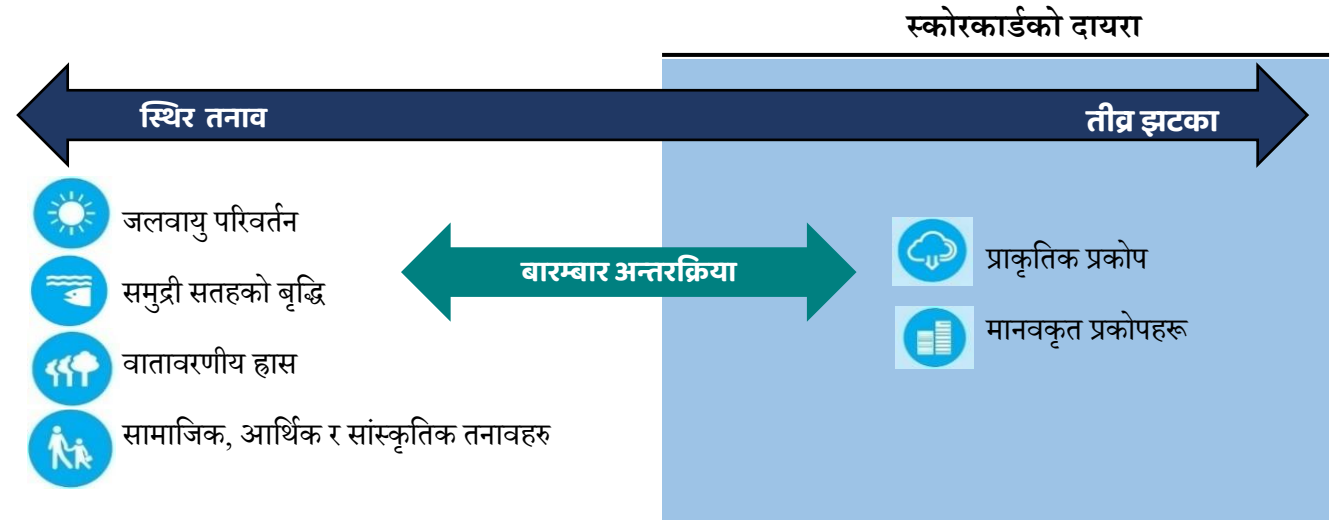 स्कोरकार्डको दायरा
स्थिर तनाव
तीव्र झटका
जलवायु परिवर्तन
समुद्री सतहको बृद्धि
वातावरणीय ह्रास
सामाजिक, आर्थिक र सांस्कृतिक तनावहरु
बारम्बार अन्तरक्रिया
प्राकृतिक प्रकोप
मानवकृत प्रकोपहरू